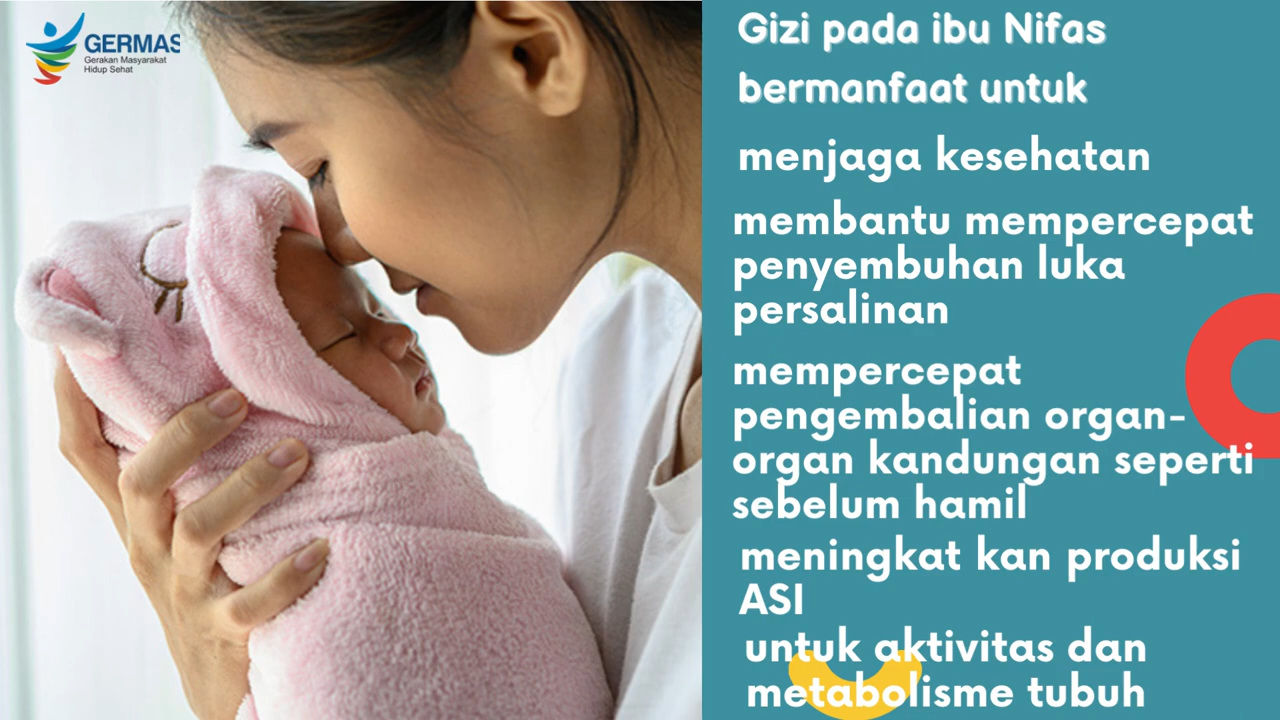 GERMAS
Gerakan Masyarakat
Hidup Sehat
Gizi pada ibu Nifas
bermanfaat untuk
menjaga kesehatan
membantu mempercepat
penyembuhan luka
persalinan
mempercepat
pengembalian organ-
organ kandungan seperti
sebelum hamil
meningkat kan produksi
ASI
untuk aktivitas dan
metabolisme tubuh